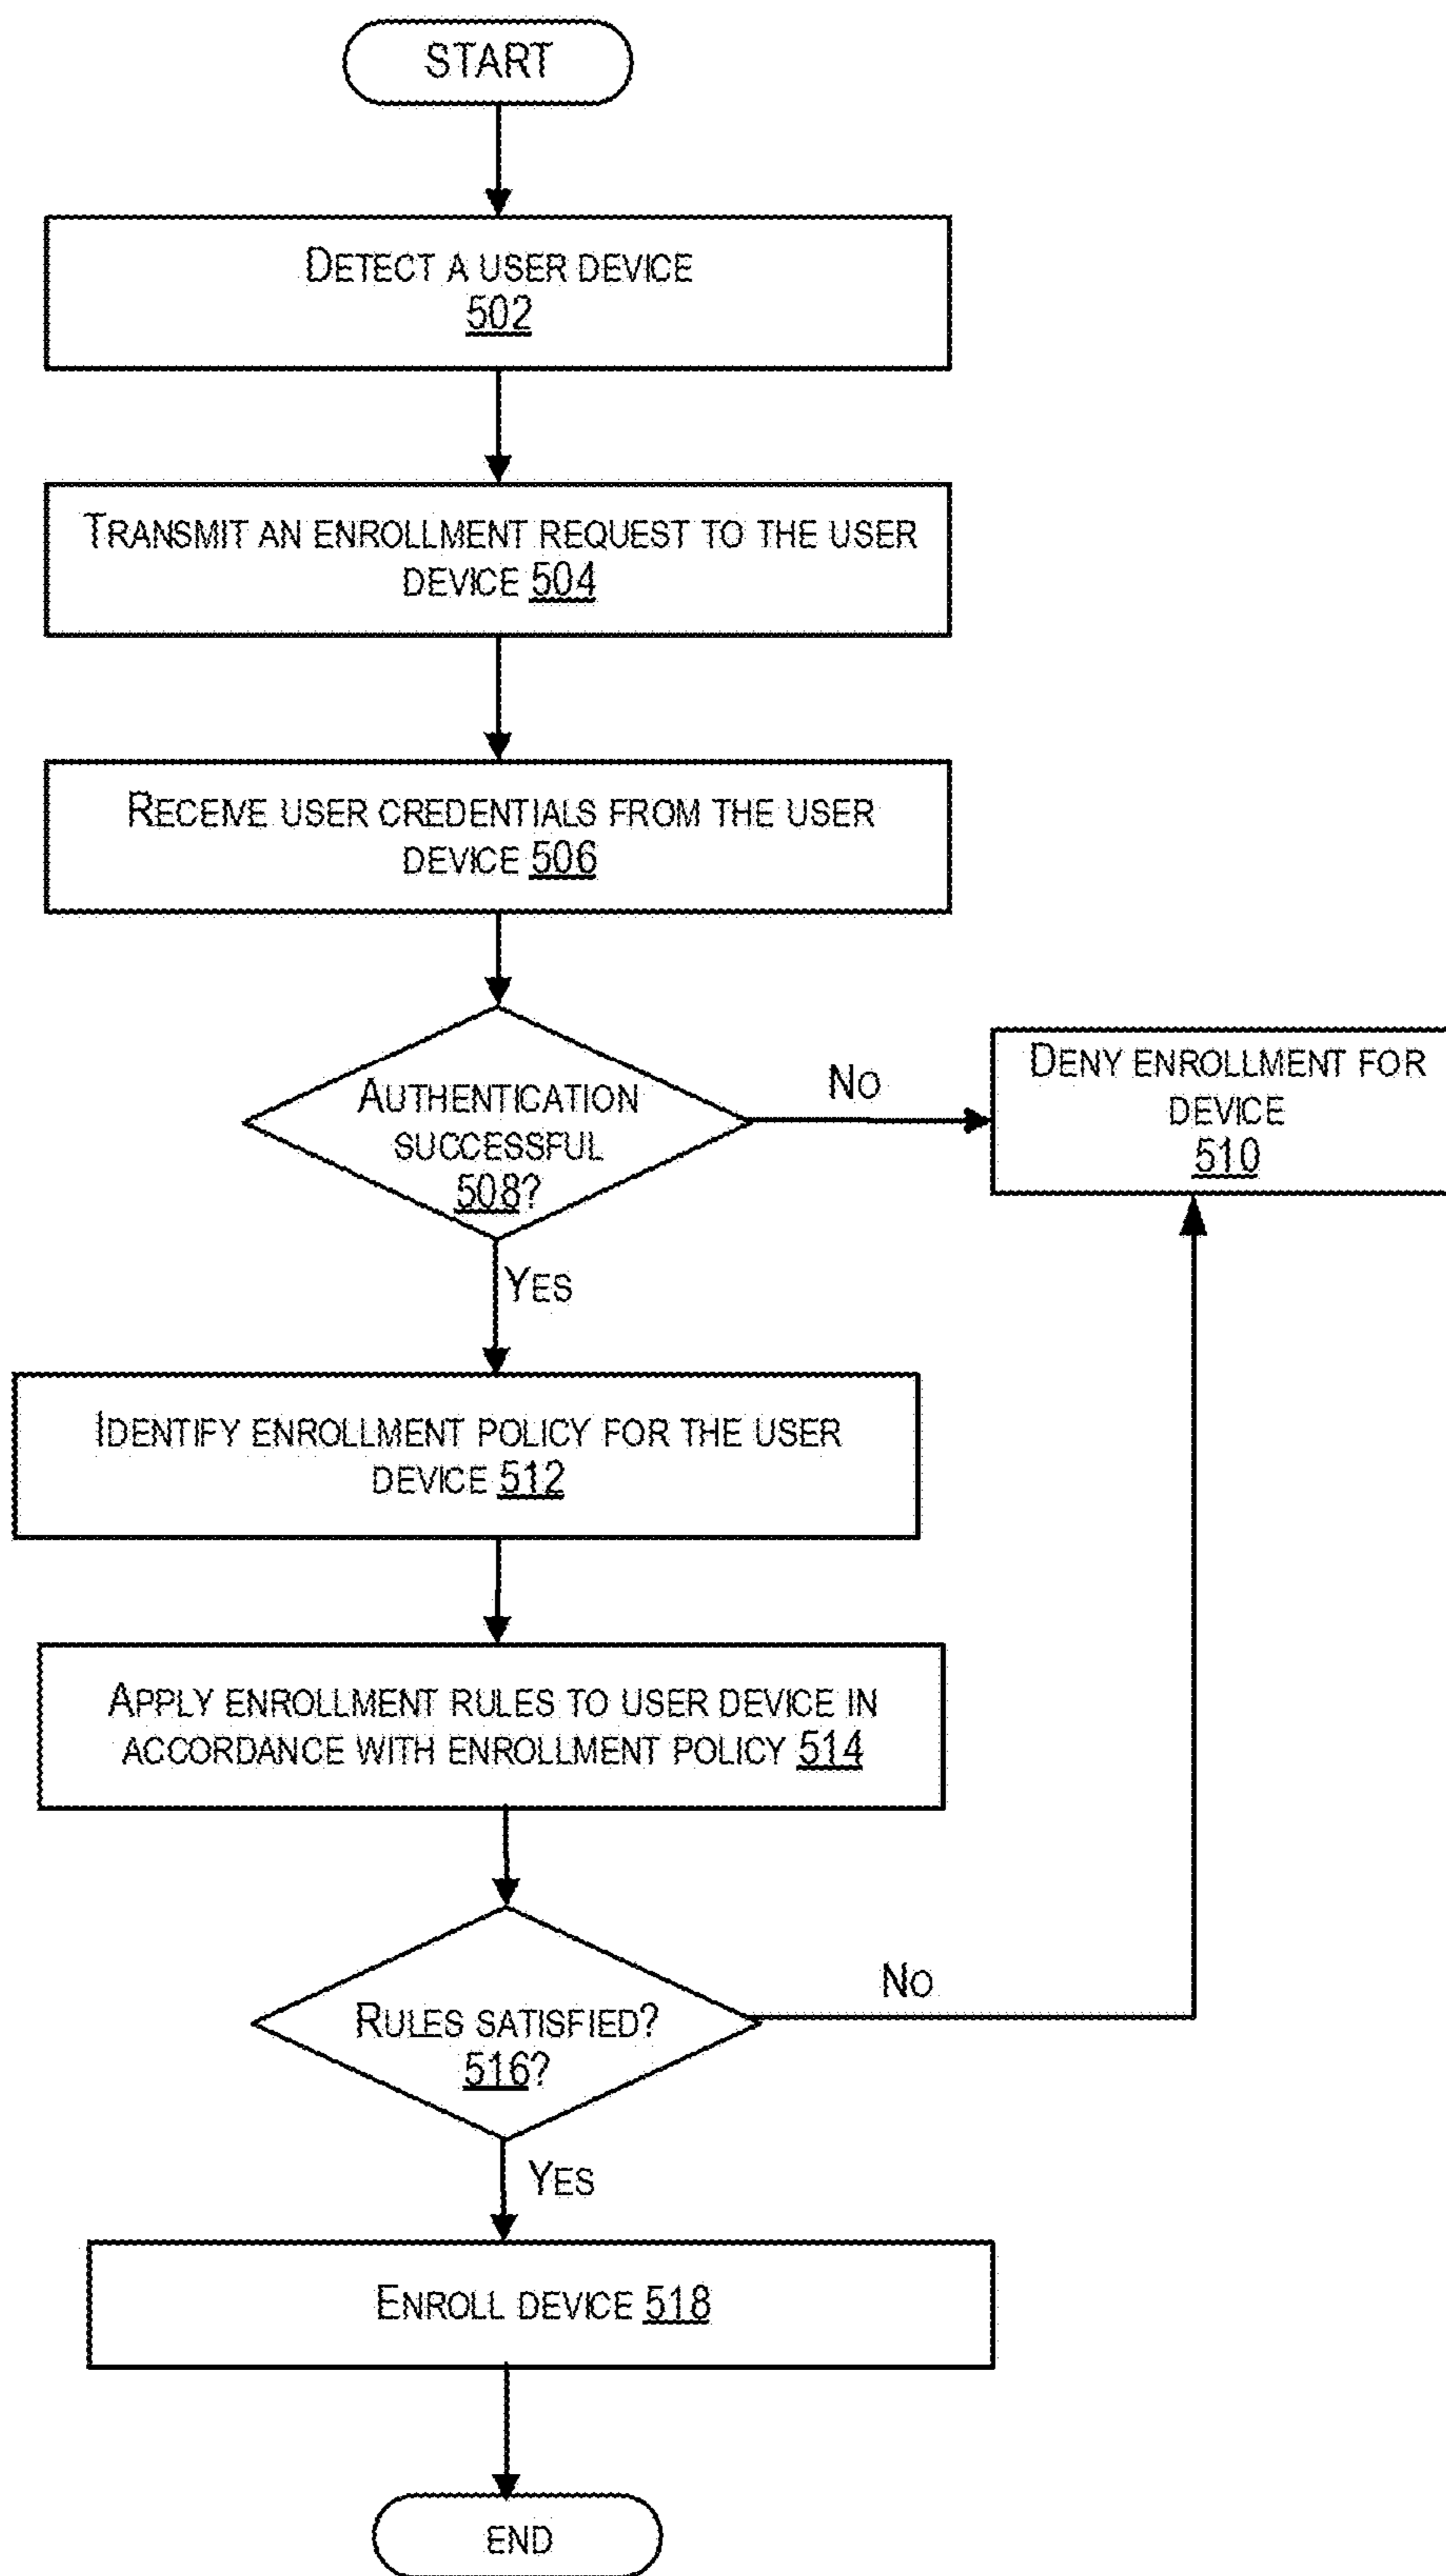 START
DETECT A USER DEVICE
502
TRANSMIT AN ENROLLMENT REQUEST TO THE USER
DEVICE 504
RECEIVE USER CREDENTIALS FROM THE USER
DEVICE 506
AUTHENTICATION
SUCCESSFUL
508?
NO
DENY ENROLLMENT FOR
DEVICE
510
YES
IDENTIFY ENROLLMENT POLICY FOR THE USER
DEVICE 512
APPLY ENROLLMENT RULES TO USER DEVICE IN
ACCORDANCE WITH ENROLLMENT POLICY 514
RULES SATISFIED?
516?
NO
YES
ENROLL DEVICE 518
END